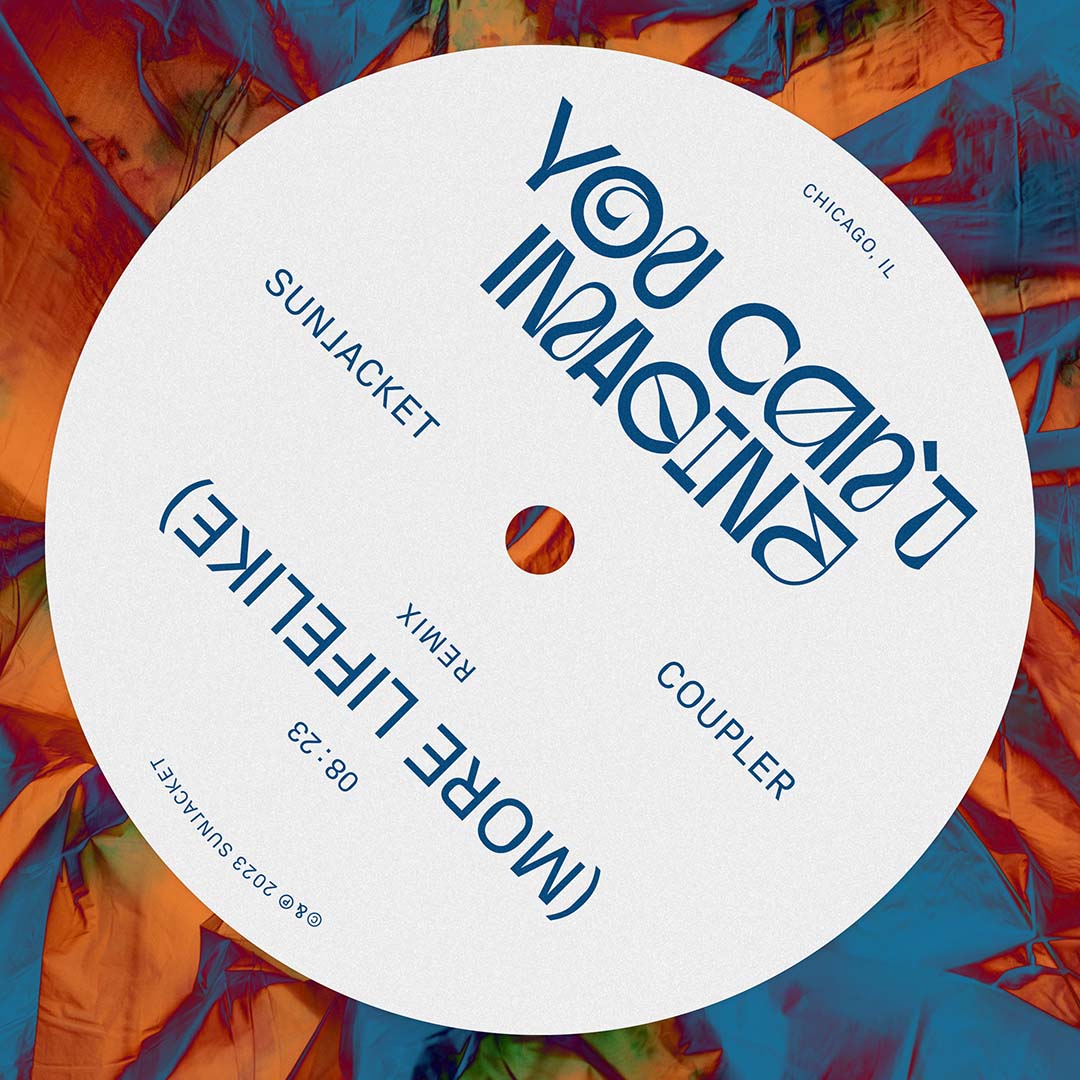 CHICAGO, IL
YOU CAN'T
IMAGINE
SUNJACKET
COUPLER
REMIX
(MORE LIFELIKE)
08:23
©&℗ 2023 SUNJACKET